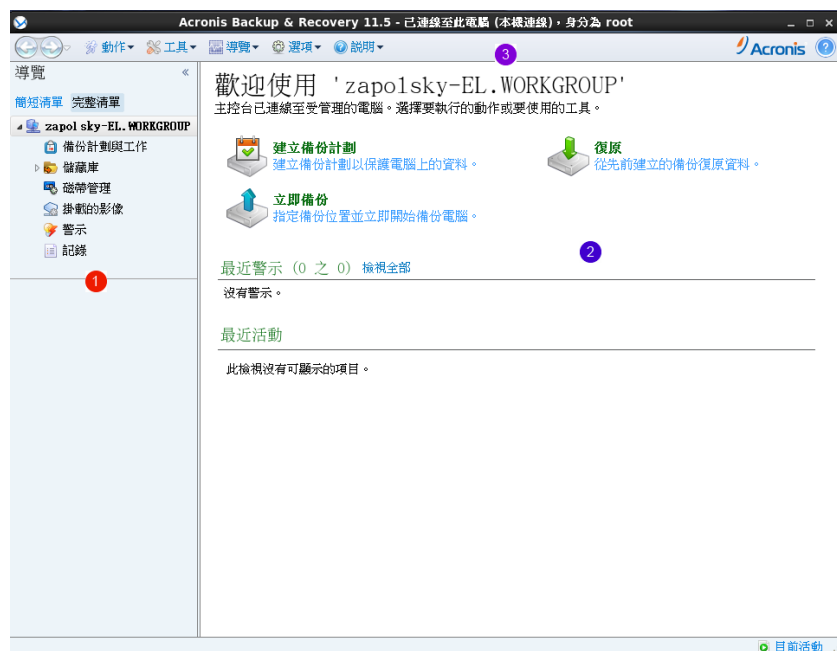 Acronis Backup & Recovery 11.5 - 已連線至此電腦 (本機連線)，身分為 root
動作 工具 導覽 選項 說明
3
Acronis
導覽
簡短清單 完整清單
zapolsky-EL.WORKGROUP
備份計劃與工作
儲藏庫
磁帶管理
掛載的影像
警示
記錄
1
歡迎使用 'zapolsky-EL.WORKGROUP'
主控台已連線至受管理的電腦。選擇要執行的動作或要使用的工具。
建立備份計劃
建立備份計劃以保護電腦上的資料。
復原
從先前建立的備份復原資料。
立即備份
指定備份位置並立即開始備份電腦。
2
最近警示 (0 之 0) 檢視全部
沒有警示。
最近活動
此檢視沒有可顯示的項目。
目前活動